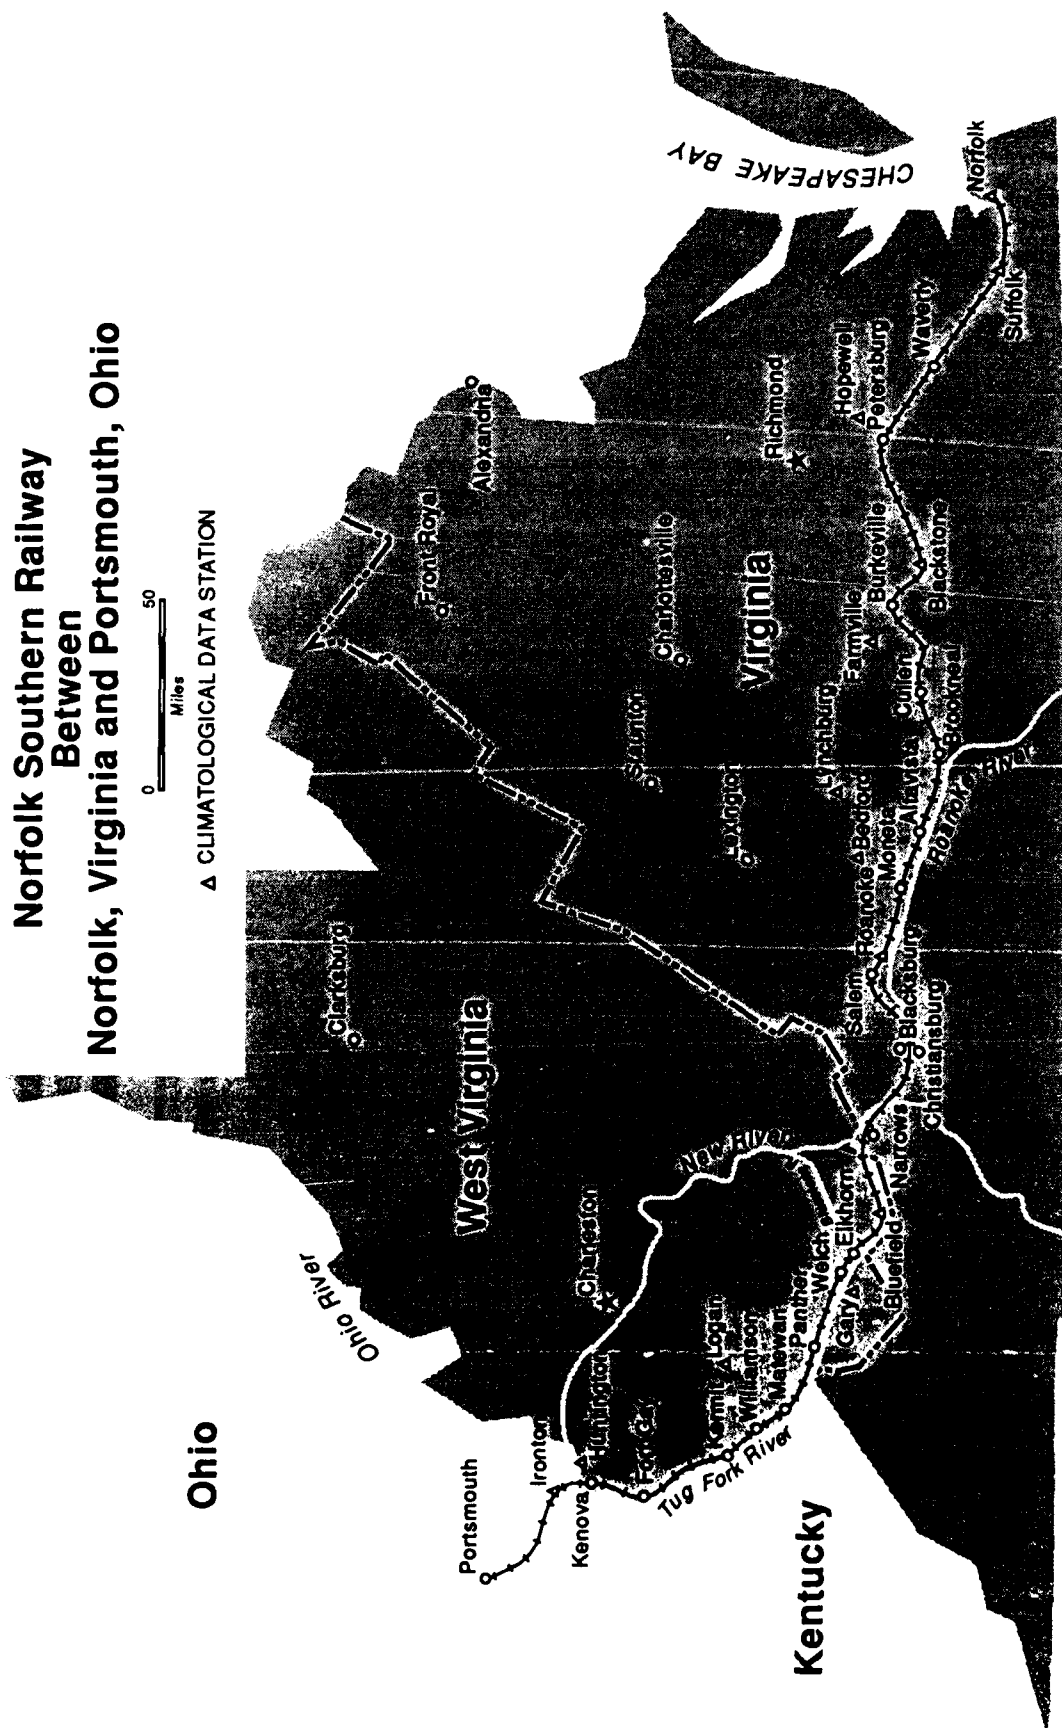 Norfolk Southern Railway
Between
Norfolk, Virginia and Portsmouth, Ohio
0 50
Miles
△ CLIMATOLOGICAL DATA STATION
Ohio
Kentucky
West Virginia
Virginia
Ohio River
New River
Tug Fork River
Roanoke River
CHESAPEAKE BAY
Portsmouth
Ironton
Kenova
Huntington
Fort Gay
Kermit
Logan
Williamson
Matewan
Panther
Welch
Gary
Elkhorn
Bluefield
Narrows
Charleston
Clarksburg
Christiansburg
Blacksburg
Salem
Roanoke
Bedford
Moneta
Altavista
Lynchburg
Lexington
Staunton
Charlottesville
Front Royal
Alexandria
Brookneal
Cullen
Farmville
Burkeville
Blackstone
Richmond
Hopewell
Petersburg
Waverly
Suffolk
Norfolk